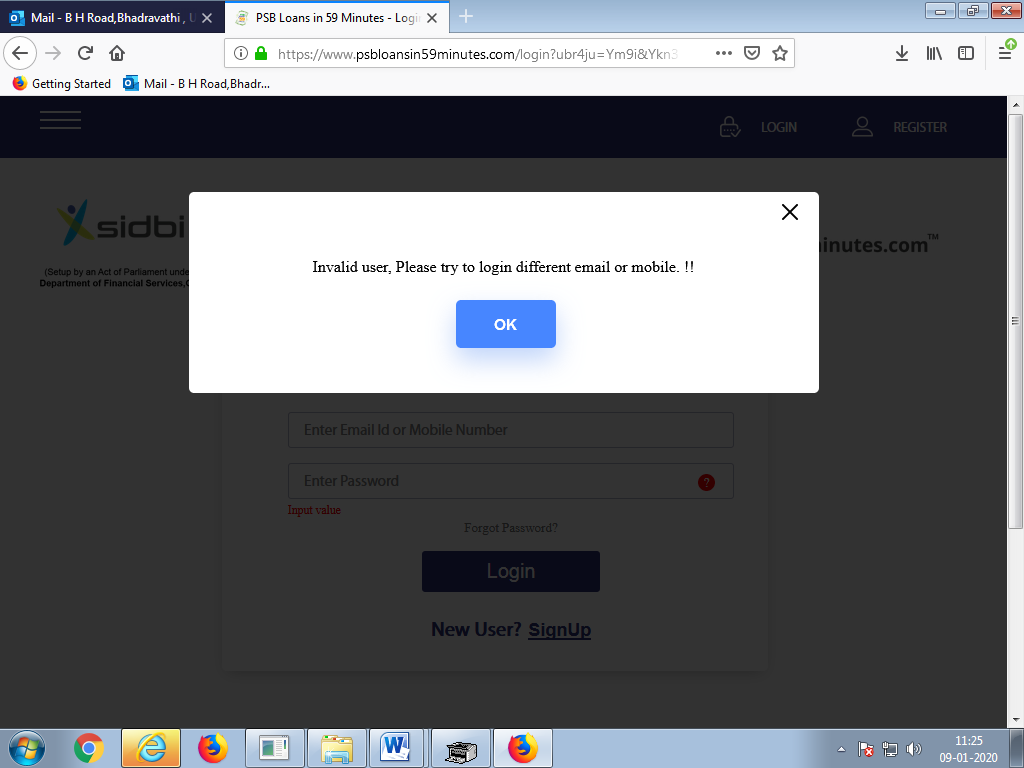 Mail - B H Road,Bhadravathi , U
PSB Loans in 59 Minutes - Logi
https://www.psbloansin59minutes.com/login?ubr4ju=Ym9i&Ykn3
Getting Started
Mail - B H Road,Bhadr...
LOGIN
REGISTER
sidbi
(Setup by an Act of Parliament unde
Department of Financial Services,G
inutes.com™
Invalid user, Please try to login different email or mobile. !!
OK
Enter Email Id or Mobile Number
Enter Password
?
Input value
Forgot Password?
Login
New User? SignUp
11:25
09-01-2020